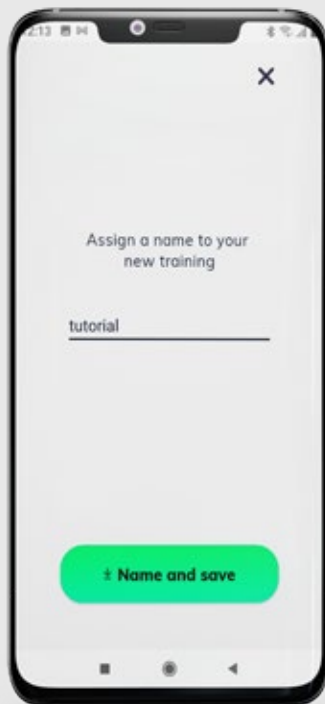 2:13
Assign a name to your
new training
tutorial
Name and save